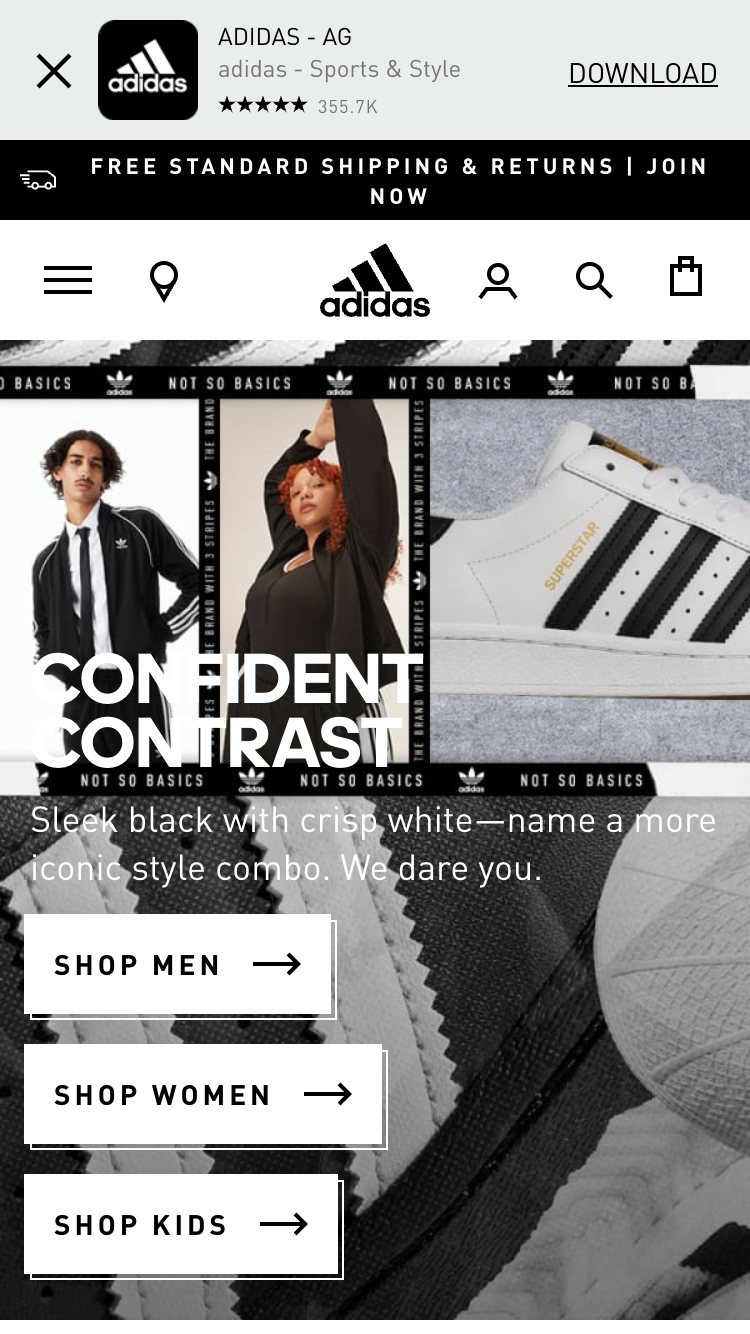 ADIDAS - AG
adidas
adidas - Sports & Style
DOWNLOAD
★★★★★ 355.7K
FREE STANDARD SHIPPING & RETURNS | JOIN
NOW
adidas
NOT SO BASICS adidas NOT SO BASICS adidas NOT SO BASICS adidas NOT SO BA
THE BRAND WITH 3 STRIPES
THE BRAND WITH 3 STRIPES
SUPERSTAR
CONFIDENT
CONTRAST
NOT SO BASICS adidas NOT SO BASICS adidas NOT SO BASICS
Sleek black with crisp white—name a more
iconic style combo. We dare you.
SHOP MEN
SHOP WOMEN
SHOP KIDS